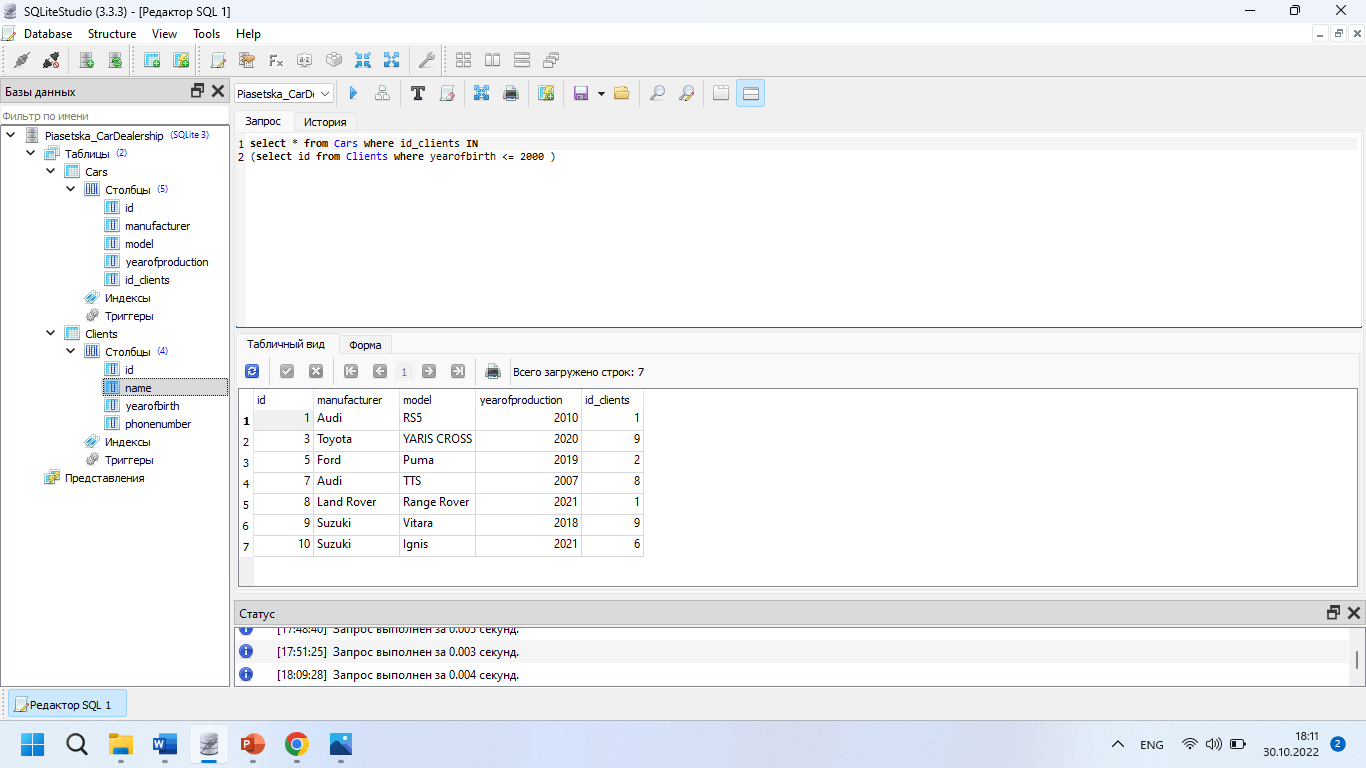 SQLiteStudio (3.3.3) - [Редактор SQL 1]
Database Structure View Tools Help
Базы данных
Фильтр по имени
Piasetska_CarDealership (SQLite 3)
Таблицы (2)
Cars
Столбцы (5)
id
manufacturer
model
yearofproduction
id_clients
Индексы
Триггеры
Clients
Столбцы (4)
id
name
yearofbirth
phonenumber
Индексы
Триггеры
Представления
Piasetska_CarD
Запрос История
1 select * from Cars where id_clients IN
2 (select id from Clients where yearofbirth <= 2000 )
Табличный вид Форма
1 Всего загружено строк: 7
id manufacturer model yearofproduction id_clients
1 1 Audi RS5 2010 1
2 3 Toyota YARIS CROSS 2020 9
3 5 Ford Puma 2019 2
4 7 Audi TTS 2007 8
5 8 Land Rover Range Rover 2021 1
6 9 Suzuki Vitara 2018 9
7 10 Suzuki Ignis 2021 6
Статус
[17:48:40] Запрос выполнен за 0.005 секунд.
[17:51:25] Запрос выполнен за 0.003 секунд.
[18:09:28] Запрос выполнен за 0.004 секунд.
Редактор SQL 1
ENG
18:11
30.10.2022
2